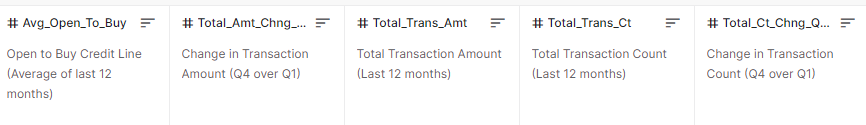 # Avg_Open_To_Buy
Open to Buy Credit Line
(Average of last 12
months)
# Total_Amt_Chng_...
Change in Transaction
Amount (Q4 over Q1)
# Total_Trans_Amt
Total Transaction Amount
(Last 12 months)
# Total_Trans_Ct
Total Transaction Count
(Last 12 months)
# Total_Ct_Chng_Q...
Change in Transaction
Count (Q4 over Q1)